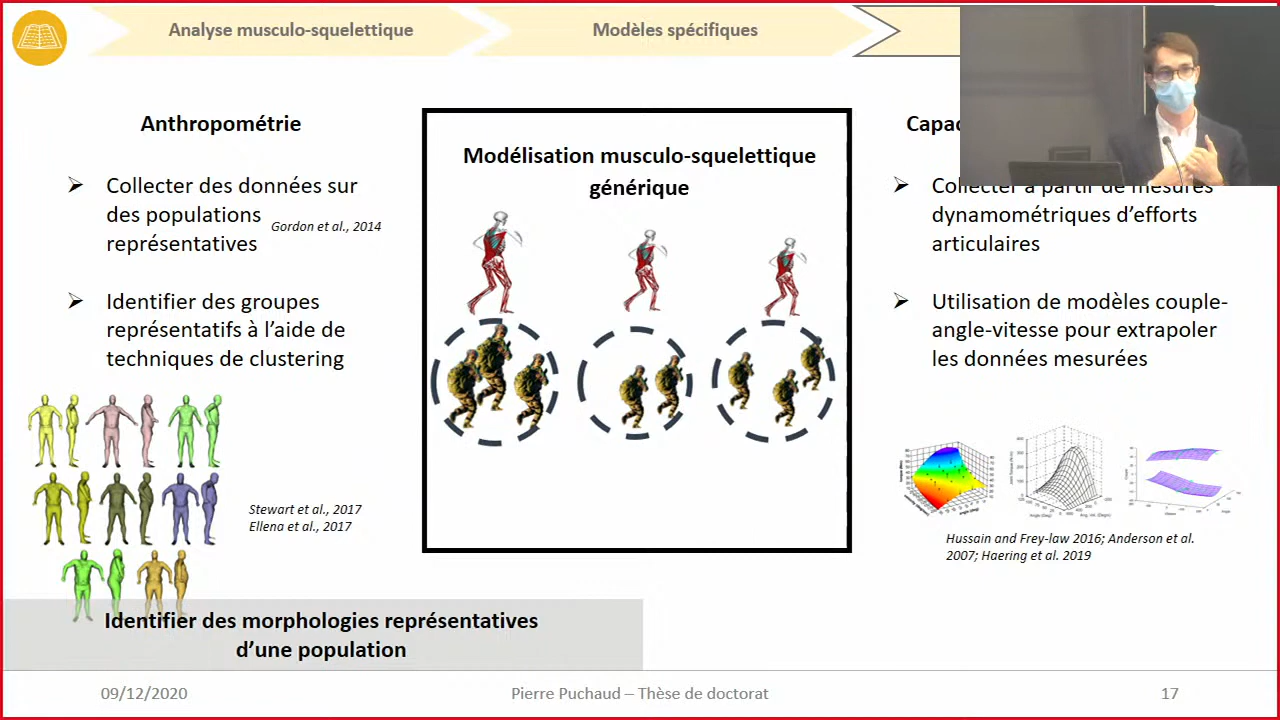 Analyse musculo-squelettique
Modèles spécifiques
Anthropométrie
Collecter des données sur
des populations
représentatives
Gordon et al., 2014
Identifier des groupes
représentatifs à l'aide de
techniques de clustering
Stewart et al., 2017
Ellena et al., 2017
Identifier des morphologies représentatives
d'une population
Modélisation musculo-squelettique
générique
Collecter à partir de mesures
dynamométriques d'efforts
articulaires
Utilisation de modèles couple-
angle-vitesse pour extrapoler
les données mesurées
Hussain and Frey-law 2016; Anderson et al.
2007; Haering et al. 2019
09/12/2020
Pierre Puchaud – Thèse de doctorat
17